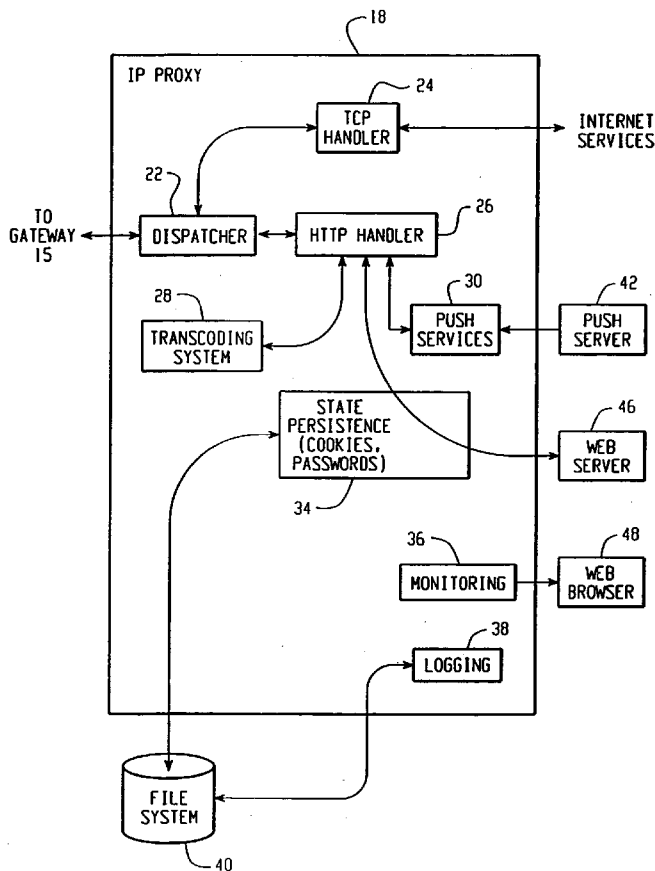 18
IP PROXY
24
TCP
HANDLER
INTERNET
SERVICES
22
TO
GATEWAY
15
DISPATCHER
HTTP HANDLER
26
28
TRANSCODING
SYSTEM
30
PUSH
SERVICES
42
PUSH
SERVER
STATE
PERSISTENCE
(COOKIES,
PASSWORDS)
34
46
WEB
SERVER
36
MONITORING
48
WEB
BROWSER
38
LOGGING
FILE
SYSTEM
40